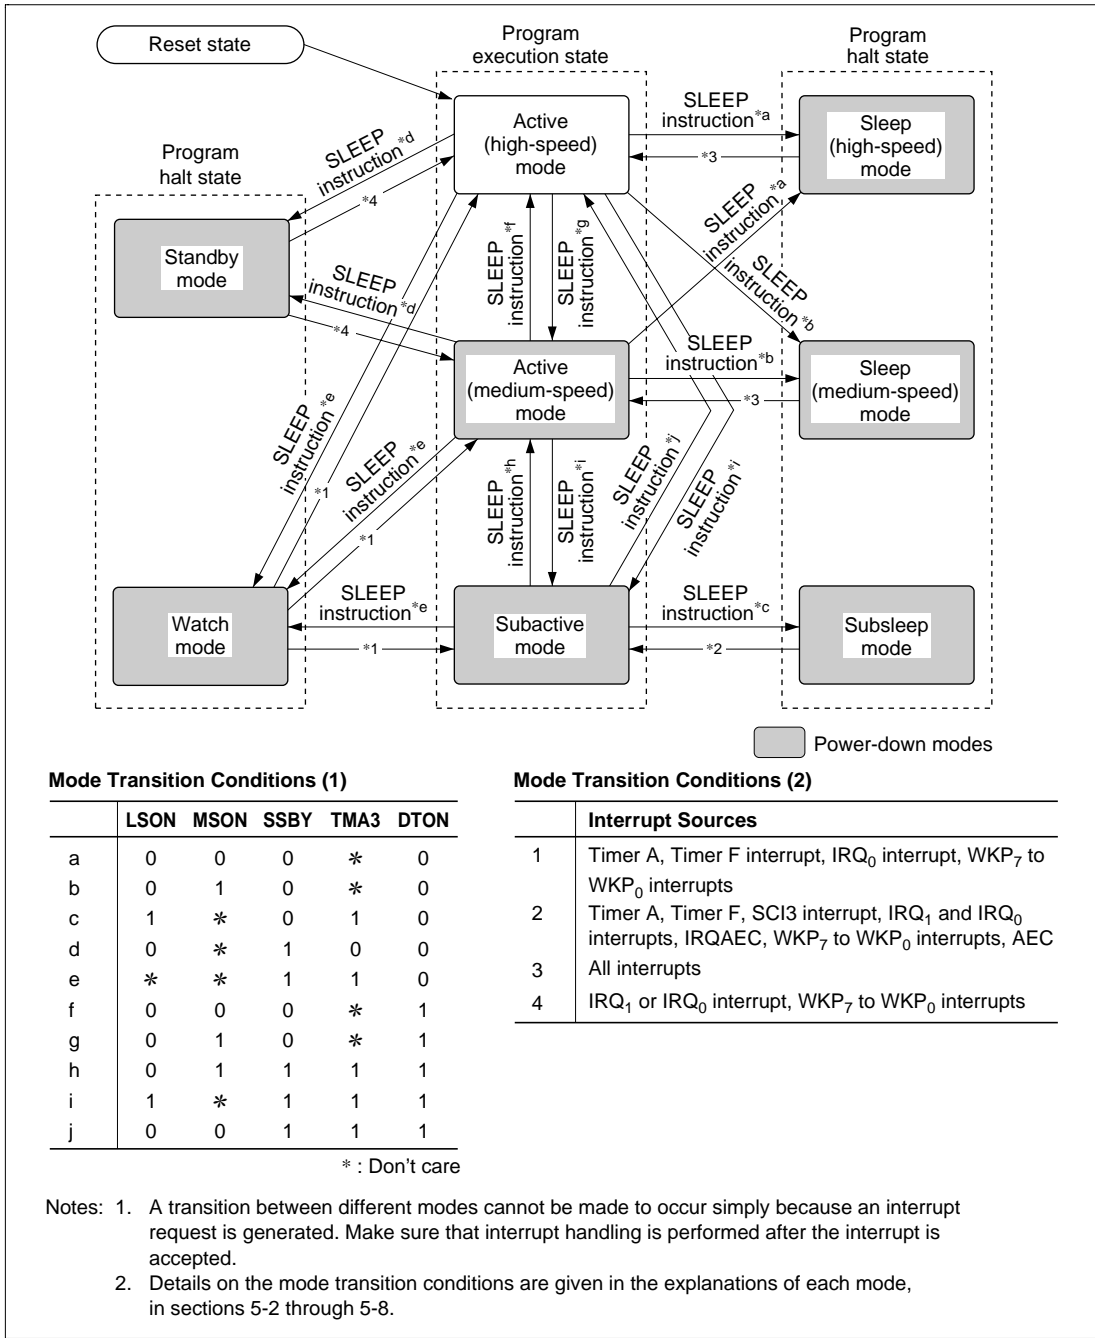 Reset state
Program
execution state
Program
halt state
Program
halt state
Active
(high-speed)
mode
SLEEP
instruction*a
*3
Sleep
(high-speed)
mode
SLEEP
instruction*d
*4
Standby
mode
SLEEP
instruction*d
*4
SLEEP
instruction*f
SLEEP
instruction*g
SLEEP
instruction*a
SLEEP
instruction*b
Active
(medium-speed)
mode
SLEEP
instruction*b
*3
Sleep
(medium-speed)
mode
SLEEP
instruction*e
*1
SLEEP
instruction*e
*1
SLEEP
instruction*h
SLEEP
instruction*i
SLEEP
instruction*j
SLEEP
instruction*i
Watch
mode
SLEEP
instruction*e
*1
Subactive
mode
SLEEP
instruction*c
*2
Subsleep
mode
Power-down modes
Mode Transition Conditions (1)
LSON MSON SSBY TMA3 DTON
a 0 0 0 * 0
b 0 1 0 * 0
c 1 * 0 1 0
d 0 * 1 0 0
e * * 1 1 0
f 0 0 0 * 1
g 0 1 0 * 1
h 0 1 1 1 1
i 1 * 1 1 1
j 0 0 1 1 1
* : Don't care
Mode Transition Conditions (2)
Interrupt Sources
1 Timer A, Timer F interrupt, IRQ0 interrupt, WKP7 to
WKP0 interrupts
2 Timer A, Timer F, SCI3 interrupt, IRQ1 and IRQ0
interrupts, IRQAEC, WKP7 to WKP0 interrupts, AEC
3 All interrupts
4 IRQ1 or IRQ0 interrupt, WKP7 to WKP0 interrupts
Notes: 1. A transition between different modes cannot be made to occur simply because an interrupt
request is generated. Make sure that interrupt handling is performed after the interrupt is
accepted.
2. Details on the mode transition conditions are given in the explanations of each mode,
in sections 5-2 through 5-8.